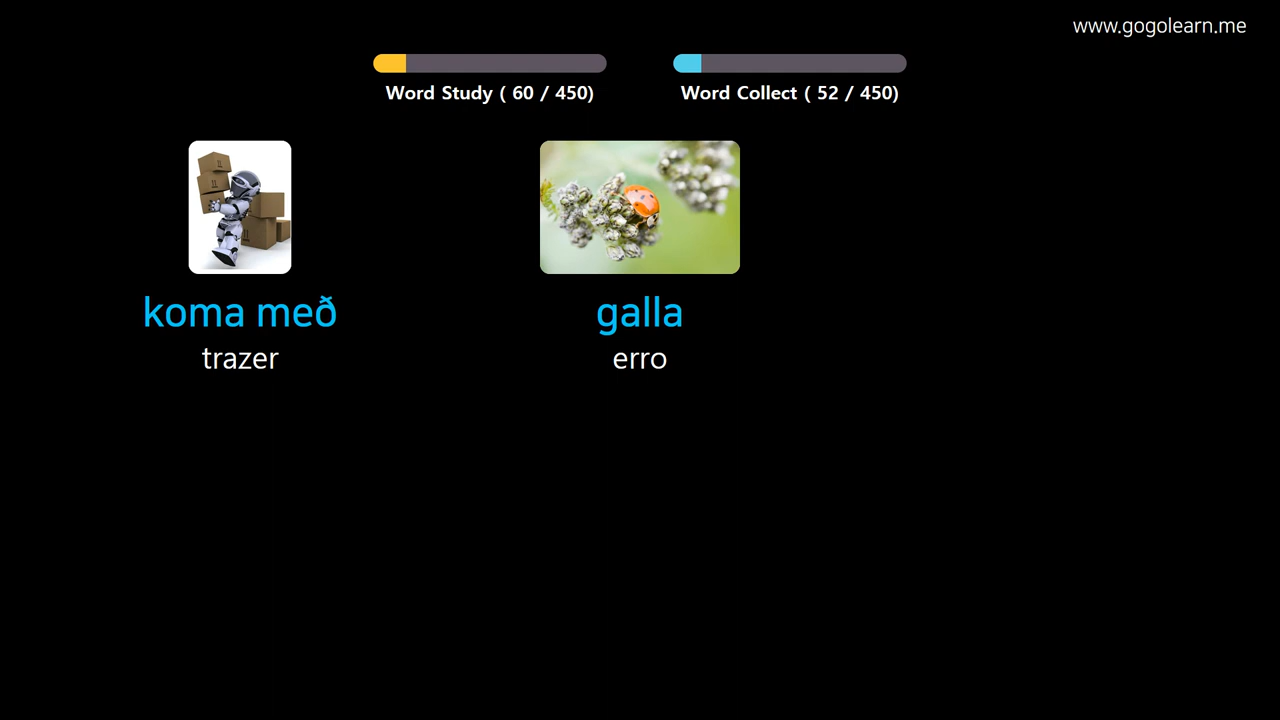 www.gogolearn.me
Word Study ( 60 / 450)
Word Collect ( 52 / 450)
koma með
trazer
galla
erro